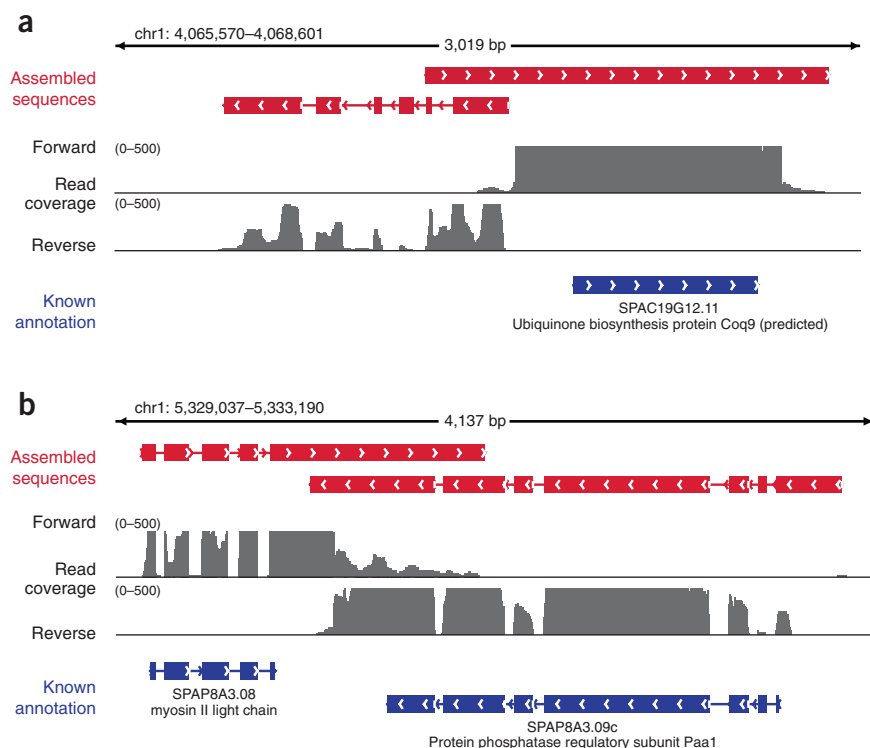 a
chr1: 4,065,570–4,068,601
3,019 bp
Assembled
sequences
Forward
(0–500)
Read
coverage
(0–500)
Reverse
Known
annotation
SPAC19G12.11
Ubiquinone biosynthesis protein Coq9 (predicted)
b
chr1: 5,329,037–5,333,190
4,137 bp
Assembled
sequences
Forward
(0–500)
Read
coverage
(0–500)
Reverse
Known
annotation
SPAP8A3.08
myosin II light chain
SPAP8A3.09c
Protein phosphatase regulatory subunit Paa1